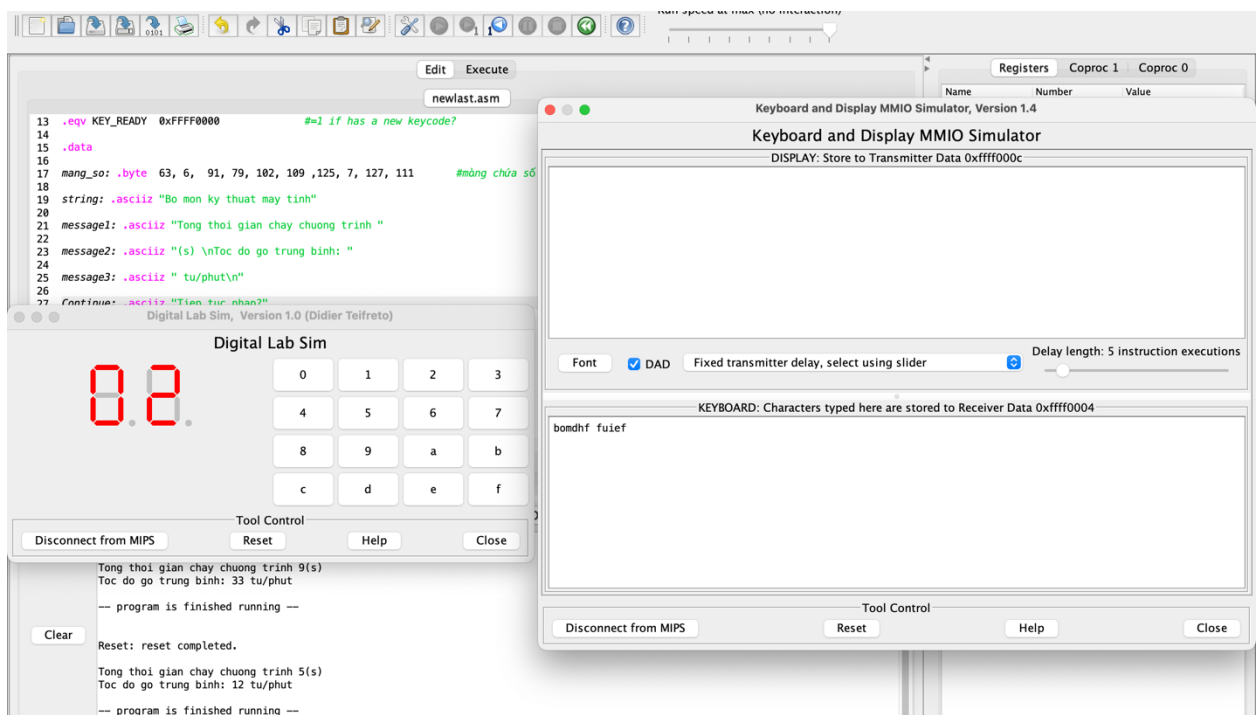 Run speed at max (no interaction)
0101
1
1
Edit Execute
newlast.asm
Registers Coproc 1 Coproc 0
Name Number Value
13 .eqv KEY_READY 0xFFFF0000 #=1 if has a new keycode?
14
15 .data
16
17 mang_so: .byte 63, 6, 91, 79, 102, 109 ,125, 7, 127, 111 #mảng chứa số
18
19 string: .asciiz "Bo mon ky thuat may tinh"
20
21 message1: .asciiz "Tong thoi gian chay chuong trinh "
22
23 message2: .asciiz "(s) \nToc do go trung binh: "
24
25 message3: .asciiz " tu/phut\n"
26
27 Continue: .asciiz "Tiep tuc nhap?"
Digital Lab Sim, Version 1.0 (Didier Teifreto)
Digital Lab Sim
02
0 1 2 3
4 5 6 7
8 9 a b
c d e f
Tool Control
Disconnect from MIPS Reset Help Close
Tong thoi gian chay chuong trinh 9(s)
Toc do go trung binh: 33 tu/phut
-- program is finished running --
Clear
Reset: reset completed.
Tong thoi gian chay chuong trinh 5(s)
Toc do go trung binh: 12 tu/phut
-- program is finished running --
Keyboard and Display MMIO Simulator, Version 1.4
Keyboard and Display MMIO Simulator
DISPLAY: Store to Transmitter Data 0xffff000c
Font DAD Fixed transmitter delay, select using slider Delay length: 5 instruction executions
KEYBOARD: Characters typed here are stored to Receiver Data 0xffff0004
bomdhf fuief
Tool Control
Disconnect from MIPS Reset Help Close